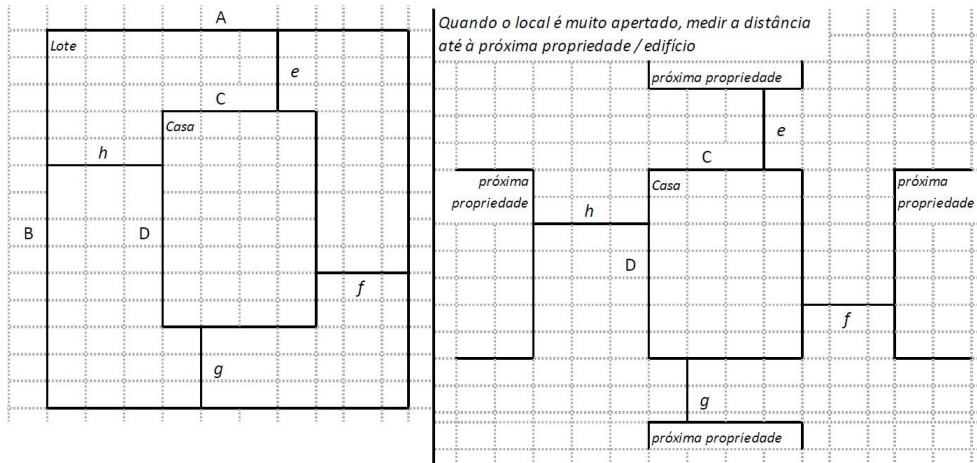 A
Lote
e
C
Casa
h
B
D
f
g
Quando o local é muito apertado, medir a distância
até à próxima propriedade / edifício
próxima propriedade
e
C
próxima
propriedade
Casa
próxima
propriedade
h
D
f
g
próxima propriedade